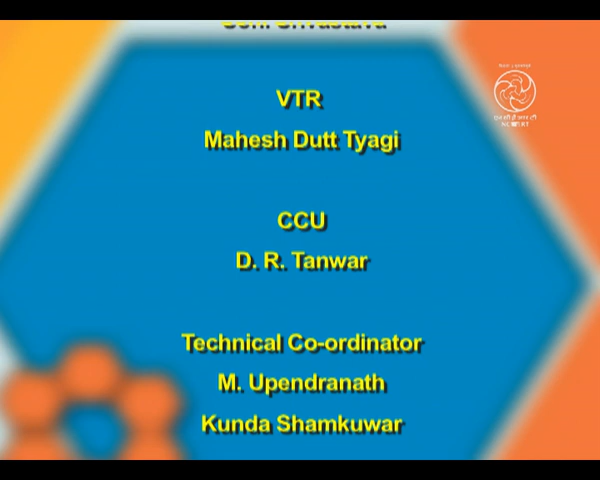 VTR
Mahesh Dutt Tyagi
CCU
D. R. Tanwar
Technical Co-ordinator
M. Upendranath
Kunda Shamkuwar